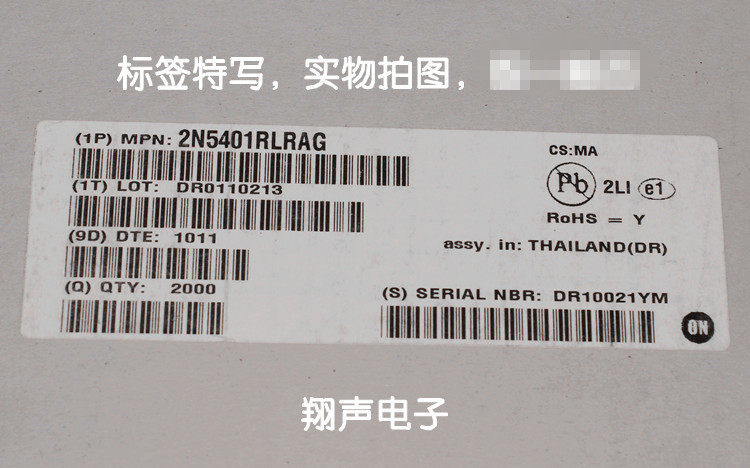 标签特写，实物拍图，
(1P) MPN: 2N5401RLRAG
(1T) LOT: DR0110213
(9D) DTE: 1011
(Q) QTY: 2000
CS:MA
Pb 2LI e1
RoHS = Y
assy. in: THAILAND(DR)
(S) SERIAL NBR: DR10021YM
ON
翔声电子